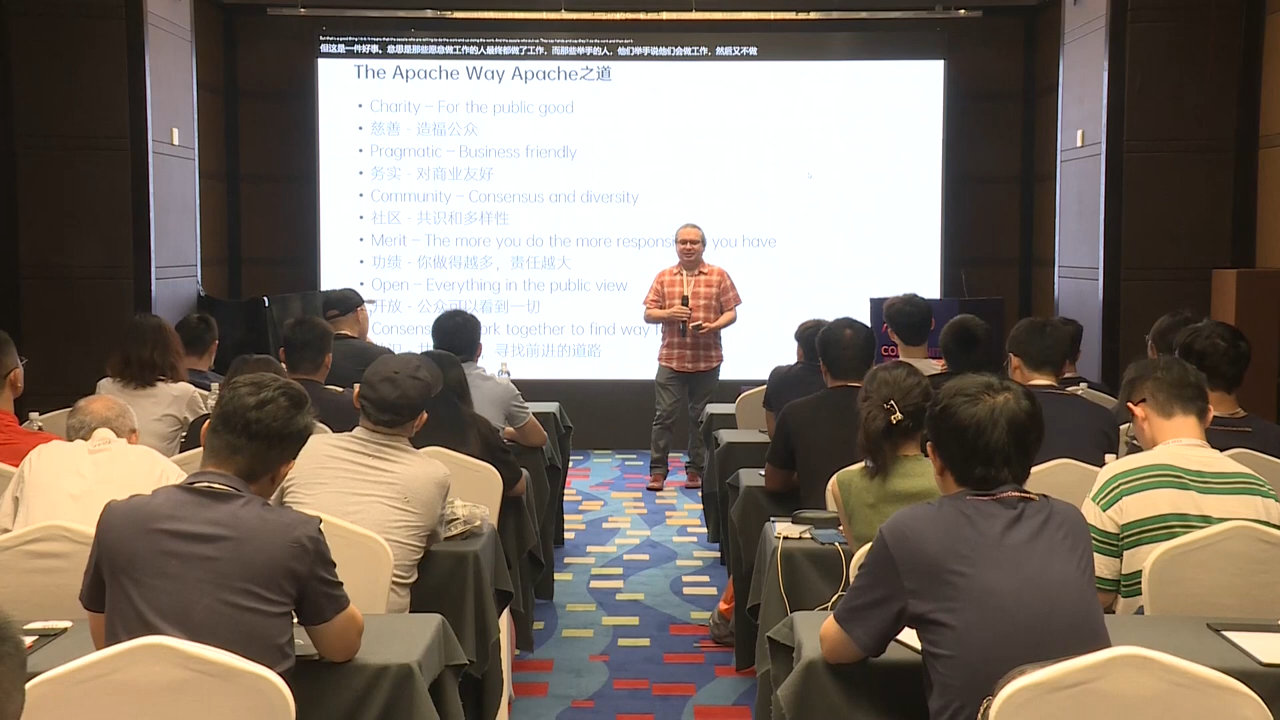 但这是一件好事。意思是那些愿意做工作的人最终都做了工作，而那些举手的人，他们举手说他们会做工作，然后又不做
The Apache Way Apache之道
• Charity – For the public good
• 慈善 - 造福公众
• Pragmatic – Business friendly
• 务实 - 对商业友好
• Community – Consensus and diversity
• 社区 - 共识和多样性
• Merit – The more you do the more you have
• 功绩 - 你做得越多，责任越大
• Open – Everything in the public view
开放 - 公众可以看到一切
Consens together to find way
寻找前进的道路